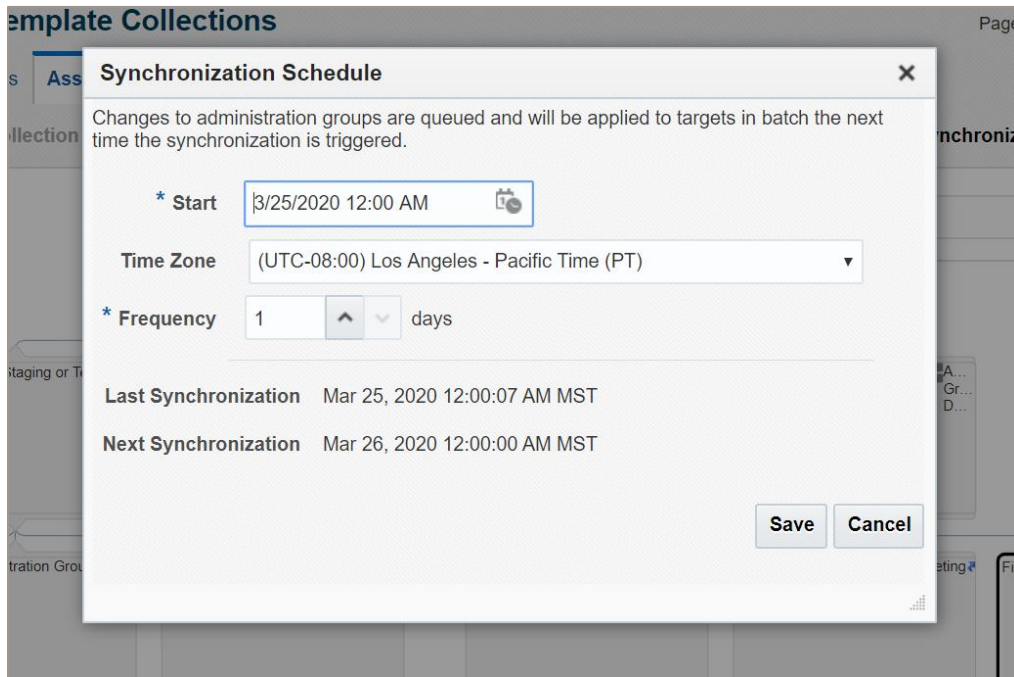 emplate Collections
Page
s
Ass
Synchronization Schedule
llection
nchroniz
Changes to administration groups are queued and will be applied to targets in batch the next
time the synchronization is triggered.
* Start
3/25/2020 12:00 AM
Time Zone
(UTC-08:00) Los Angeles - Pacific Time (PT)
* Frequency
1
days
Staging or Te
A...
Gr...
D...
Last Synchronization Mar 25, 2020 12:00:07 AM MST
Next Synchronization Mar 26, 2020 12:00:00 AM MST
Save
Cancel
tration Grou
eting
Fi